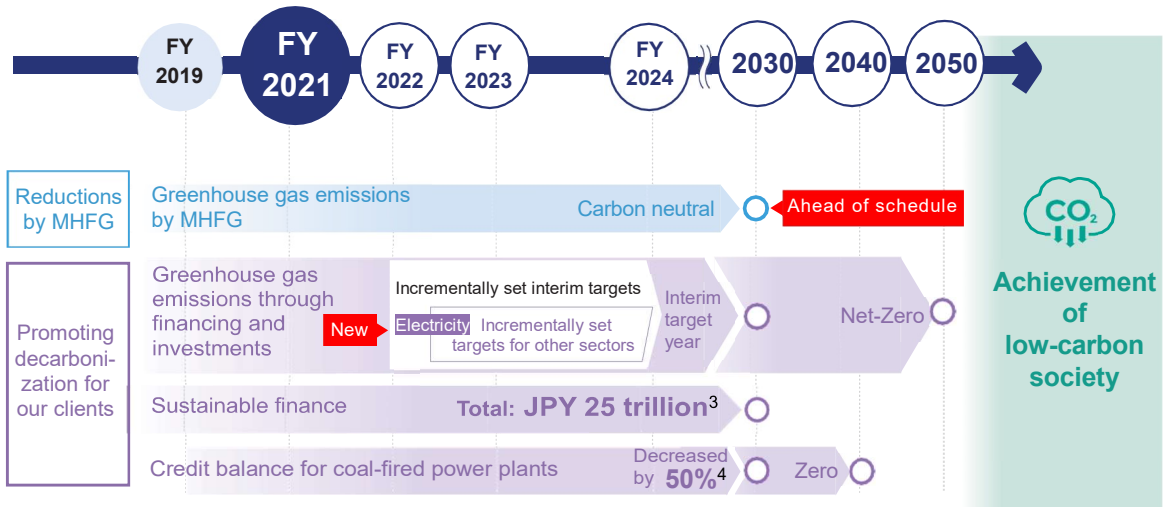 FY
2019
FY
2021
FY
2022
FY
2023
FY
2024
2030
2040
2050
Reductions
by MHFG
Greenhouse gas emissions
by MHFG
Carbon neutral
Ahead of schedule
Promoting
decarboni-
zation for
our clients
Greenhouse gas
emissions through
financing and
investments
New
Incrementally set interim targets
Electricity
Incrementally set
targets for other sectors
Interim
target
year
Net-Zero
Sustainable finance
Total: JPY 25 trillion3
Credit balance for coal-fired power plants
Decreased
by 50%4
Zero
CO2
Achievement
of
low-carbon
society